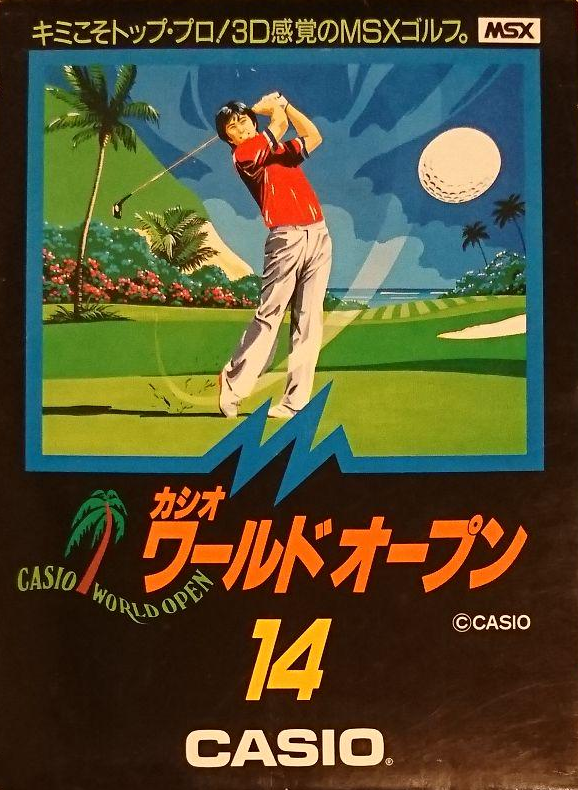 キミこそトップ・プロ!3D感覚のMSXゴルフ。 MSX
カシオ
ワールドオープン
CASIO WORLD OPEN
©CASIO
14
CASIO®